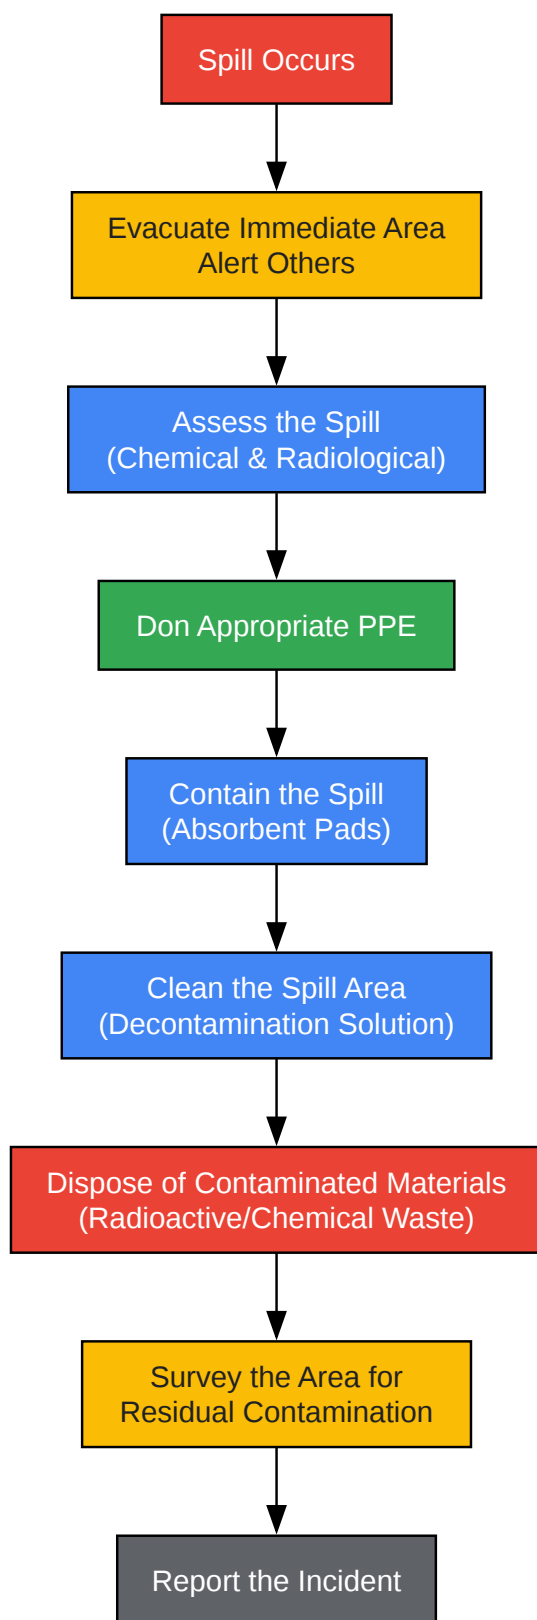 Spill Occurs
Evacuate Immediate Area
Alert Others
Assess the Spill
(Chemical & Radiological)
Don Appropriate PPE
Contain the Spill
(Absorbent Pads)
Clean the Spill Area
(Decontamination Solution)
Dispose of Contaminated Materials
(Radioactive/Chemical Waste)
Survey the Area for
Residual Contamination
Report the Incident